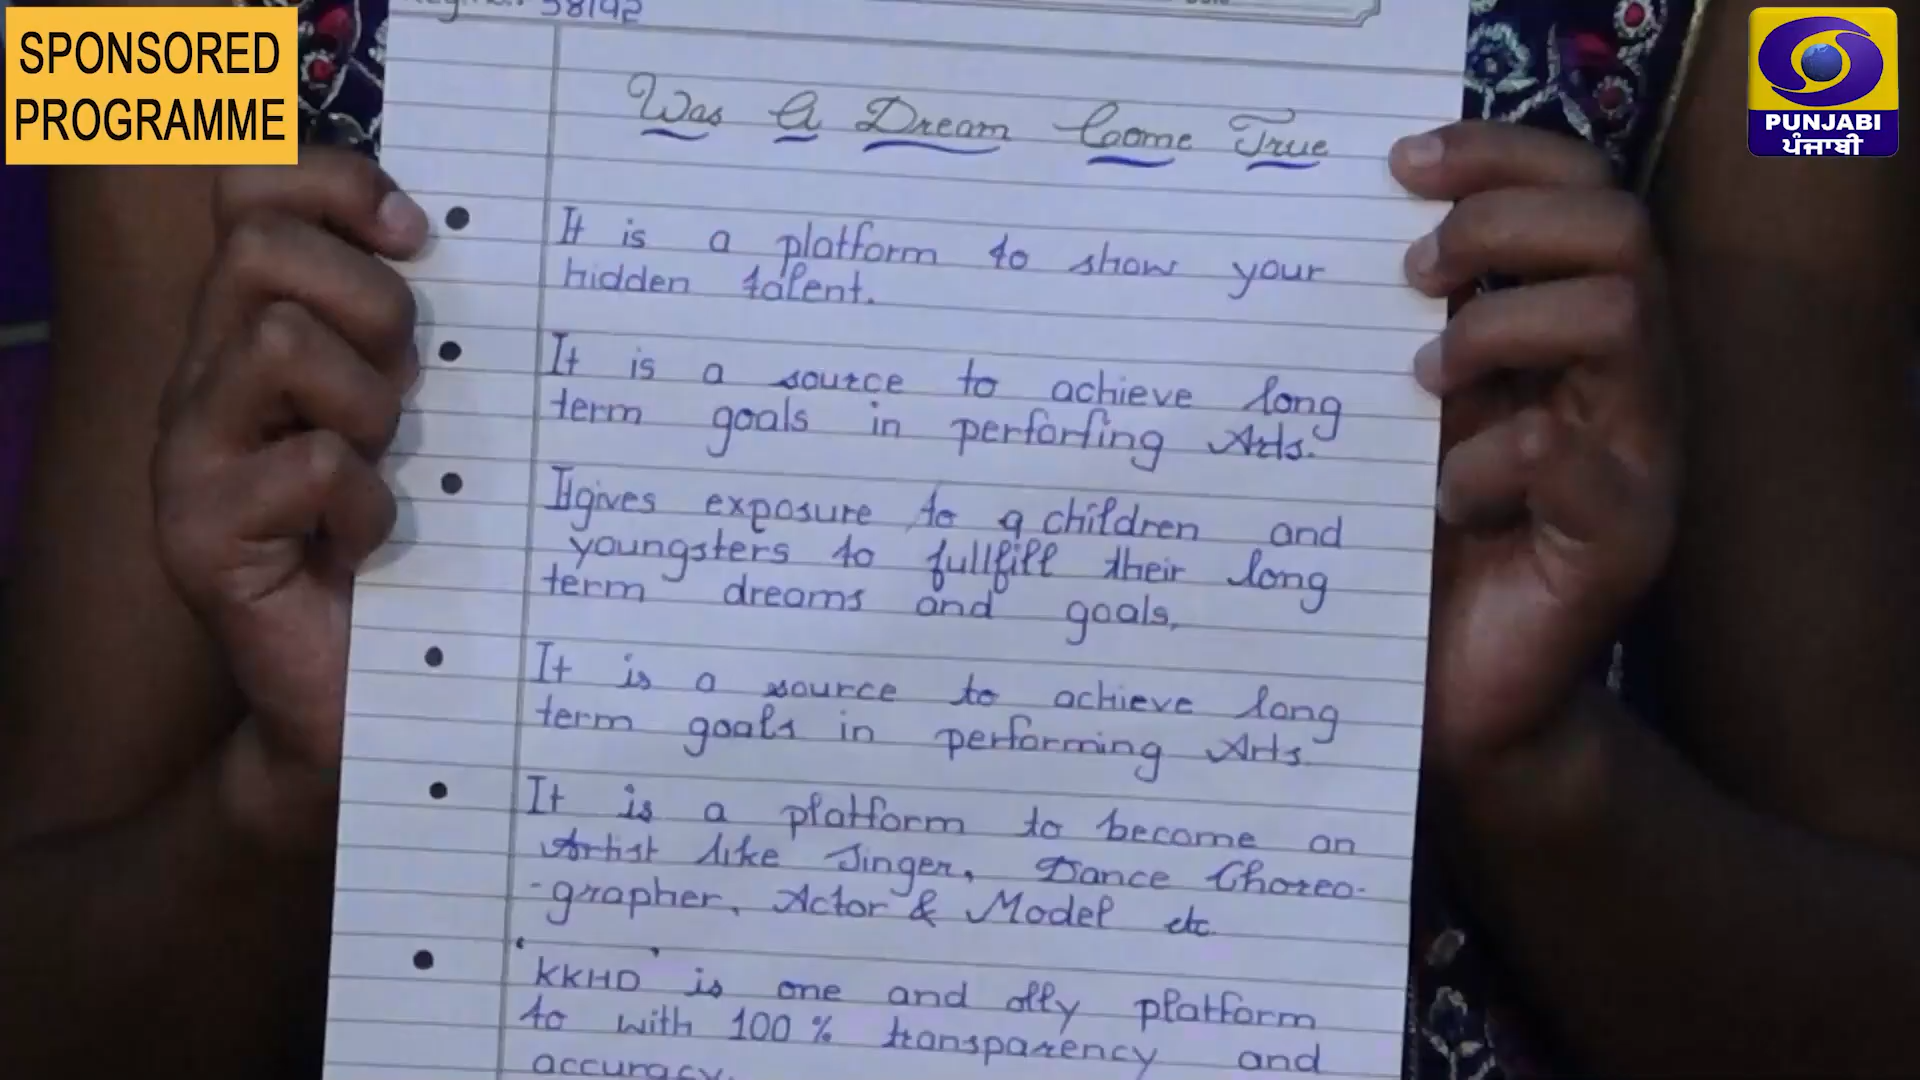 SPONSORED
PROGRAMME
PUNJABI
ਪੰਜਾਬੀ
38192
Was A Dream Coome True
It is a platform to show your
hidden talent.
It is a source to achieve long
term goals in perforfing Arts.
It gives exposure to a children and
youngsters to fullfill their long
term dreams and goals,
It is a source to achieve long
term goals in performing Arts
It is a platform to become an
Artist like Singer, Dance Choreo-
-grapher, Actor & Model etc
'KKHD' is one and olly platform
to with 100% transparency and
accuracy.